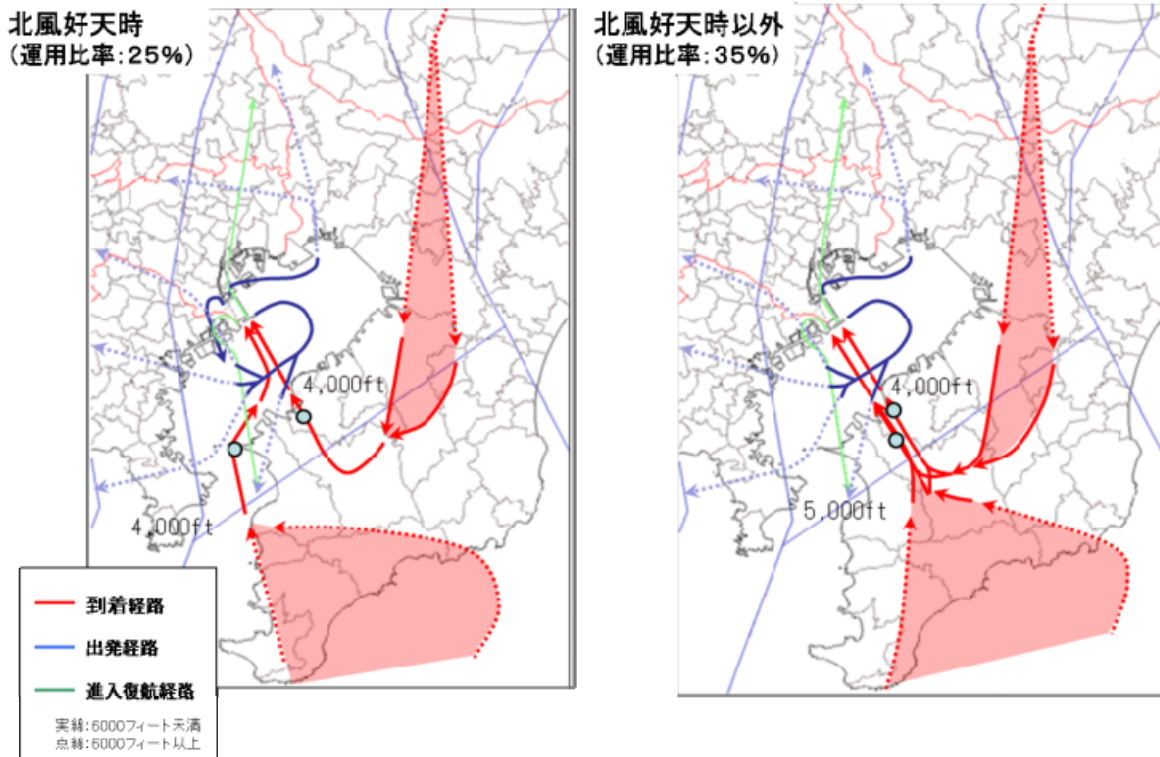 北風好天時
(運用比率:25%)
北風好天時以外
(運用比率:35%)
4,000ft
4,000ft
4,000ft
5,000ft
到着経路
出発経路
進入復航経路
実線:6000フィート未満
点線:6000フィート以上